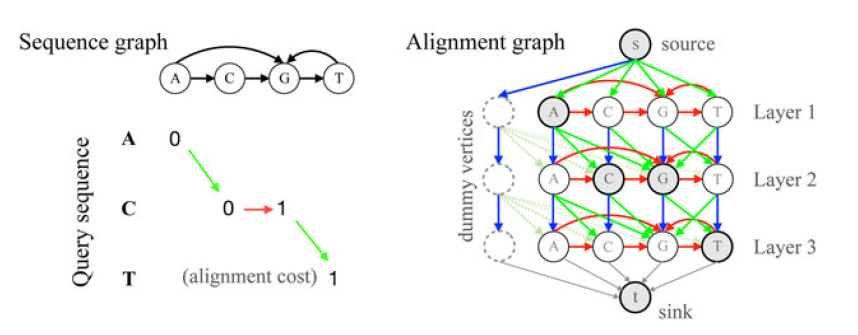 Sequence graph
A C G T
Query sequence
A 0
C 0 1
T (alignment cost) 1
Alignment graph
s source
dummy vertices
A C G T Layer 1
A C G T Layer 2
A C G T Layer 3
t
sink